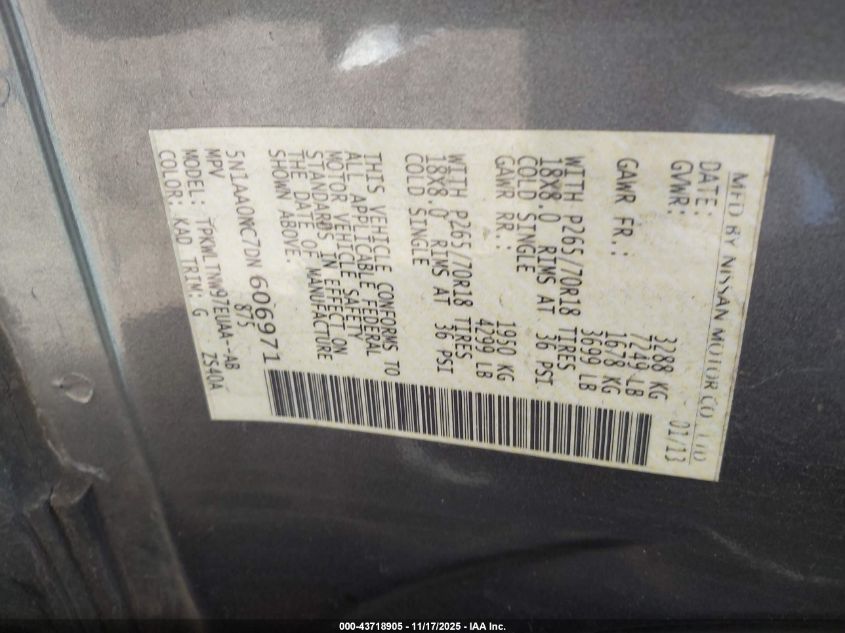 MFD BY NISSAN MOTOR CO., LTD
DATE: 01/13
GVWR: 3288 KG
7249 LB
GAWR FR.: 1678 KG
3699 LB
WITH P265/70R18 TIRES
18X8.0 RIMS AT 36 PSI
COLD SINGLE
GAWR RR.: 1950 KG
4299 LB
WITH P265/70R18 TIRES
18X8.0 RIMS AT 36 PSI
COLD SINGLE
THIS VEHICLE CONFORMS TO
ALL APPLICABLE FEDERAL
MOTOR VEHICLE SAFETY
STANDARDS IN EFFECT ON
THE DATE OF MANUFACTURE
SHOWN ABOVE:
5N1AA0NC7DN606971
MPV 875
MODEL: TPKWLTNW97EUAA--AB
COLOR: KAD TRIM: G 2540A
000-43718905 - 11/17/2025 - IAA Inc.